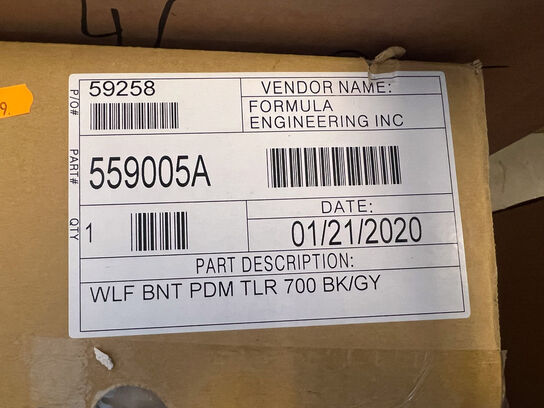 9.
P/O#
59258
VENDOR NAME:
FORMULA
ENGINEERING INC
PART#
559005A
QTY
1
DATE:
01/21/2020
PART DESCRIPTION:
WLF BNT PDM TLR 700 BK/GY